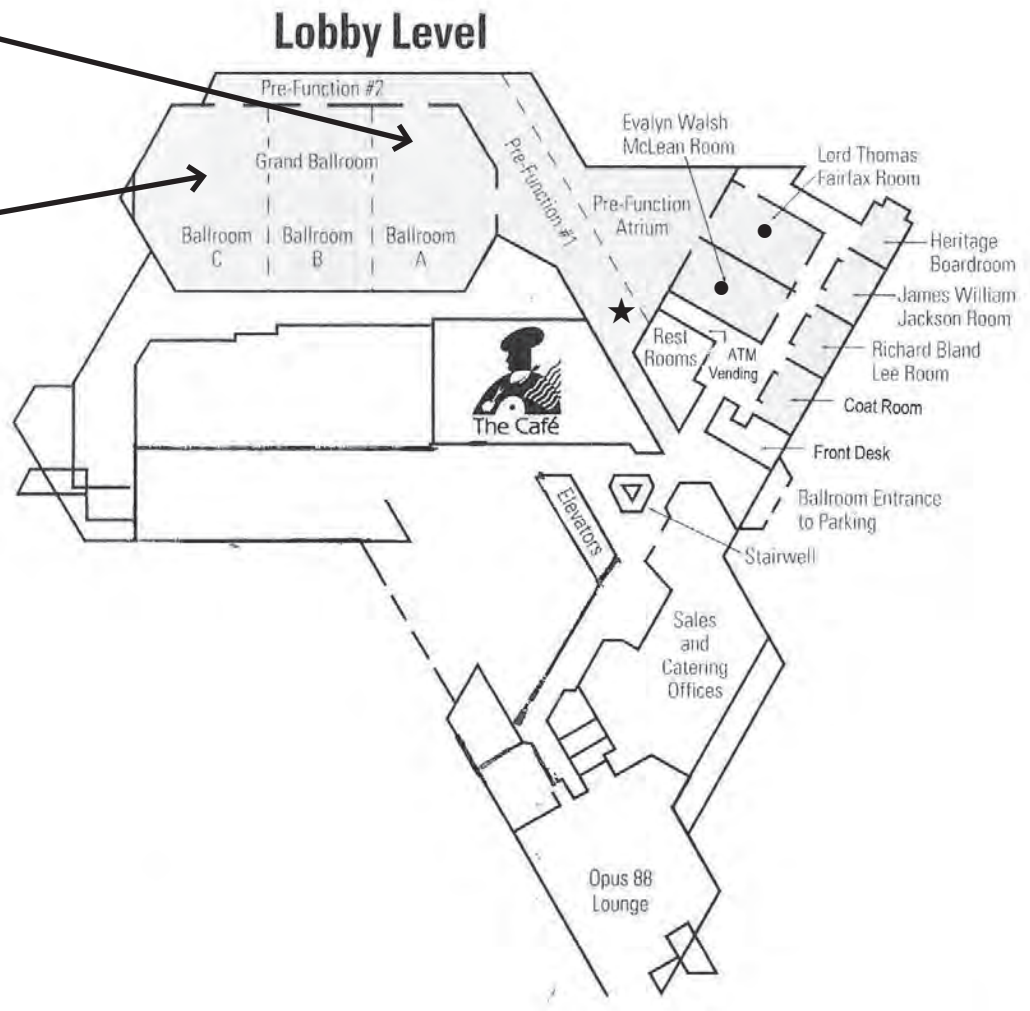 Lobby Level
Pre-Function #2
Grand Ballroom
Ballroom
C
Ballroom
B
Ballroom
A
Pre-Function #1
Pre-Function
Atrium
Evalyn Walsh
McLean Room
Lord Thomas
Fairfax Room
Heritage
Boardroom
James William
Jackson Room
Richard Bland
Lee Room
Coat Room
Front Desk
Rest
Rooms
ATM
Vending
The Café
Elevators
Ballroom Entrance
to Parking
Stairwell
Sales
and
Catering
Offices
Opus 88
Lounge